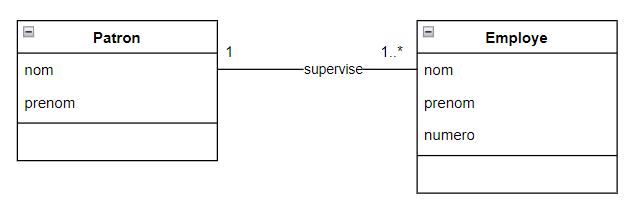 Patron
nom
prenom
1
supervise
1..*
Employe
nom
prenom
numero